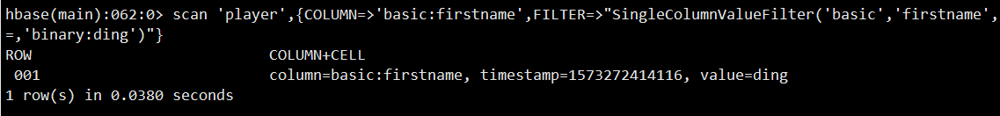 hbase(main):062:0> scan 'player',{COLUMN=>'basic:firstname',FILTER=>"SingleColumnValueFilter('basic','firstname',
=,'binary:ding')"}
ROW COLUMN+CELL
001 column=basic:firstname, timestamp=1573272414116, value=ding
1 row(s) in 0.0380 seconds